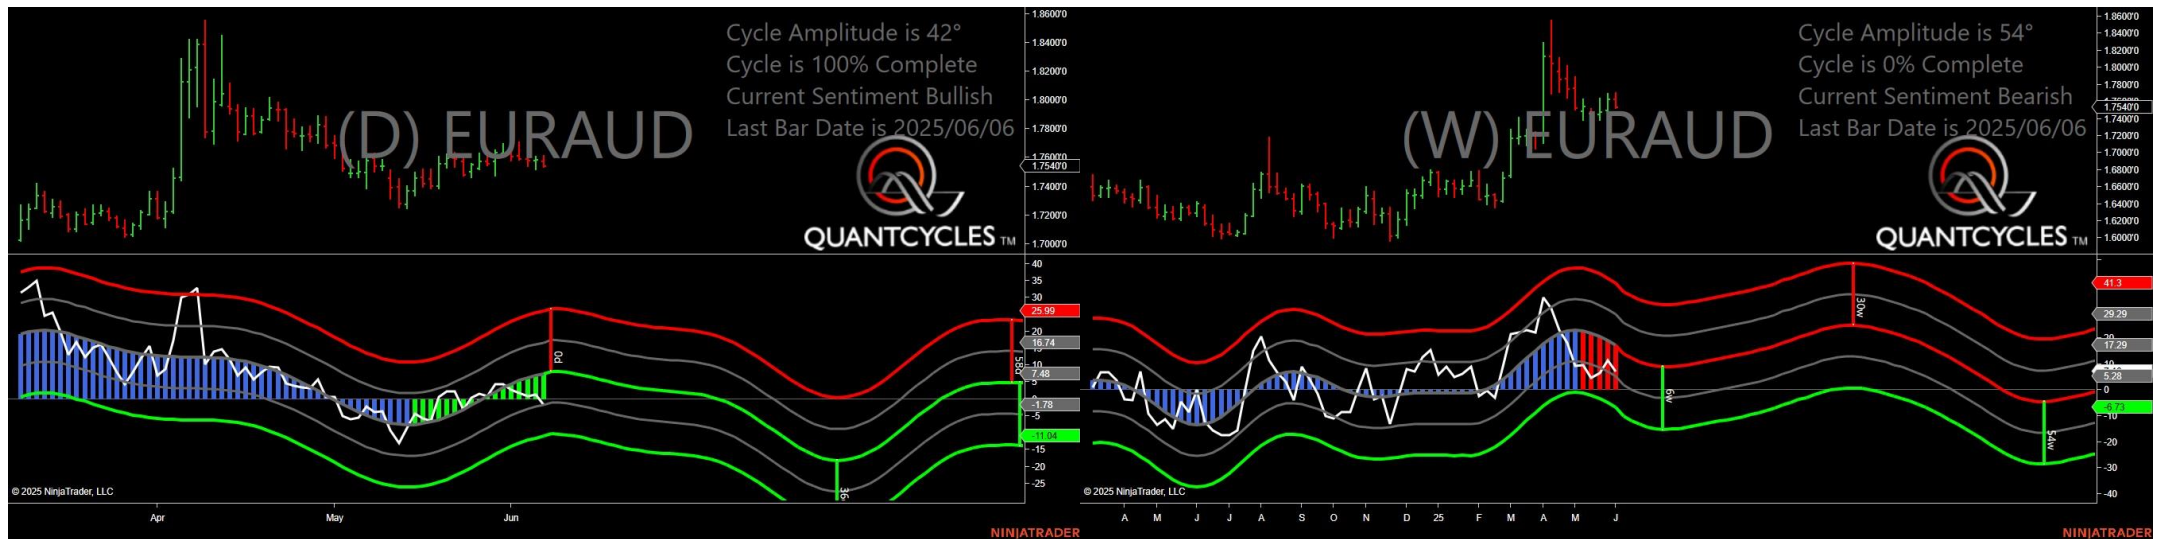 Cycle Amplitude is 42°
Cycle is 100% Complete
Current Sentiment Bullish
Last Bar Date is 2025/06/06
(D) EURAUD
QUANTCYCLES TM
1.8600'0
1.8400'0
1.8200'0
1.8000'0
1.7800'0
1.7600'0
1.7540'0
1.7400'0
1.7200'0
1.7000'0
40
35
30
25.99
20
16.74
15
10
7.48
5
-1.78
-5
-11.04
-15
-20
-25
0d
58d
© 2025 NinjaTrader, LLC
Apr May Jun
NINJATRADER
Cycle Amplitude is 54°
Cycle is 0% Complete
Current Sentiment Bearish
Last Bar Date is 2025/06/06
(W) EURAUD
QUANTCYCLES TM
1.8600'0
1.8400'0
1.8200'0
1.8000'0
1.7800'0
1.7540'0
1.7400'0
1.7200'0
1.7000'0
1.6800'0
1.6600'0
1.6400'0
1.6200'0
1.6000'0
41.3
29.29
20
17.29
10
5.28
0
-6.73
-10
-20
-30
-40
6w
30w
54w
© 2025 NinjaTrader, LLC
A M J J A S O N D 25 F M A M J
NINJATRADER